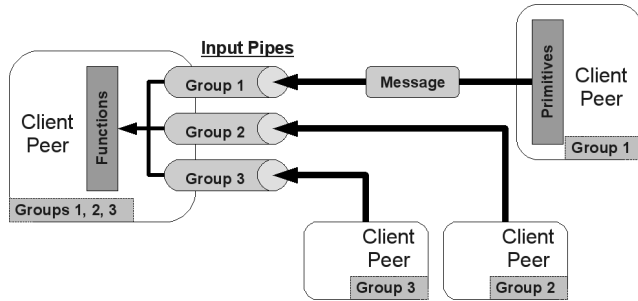 Input Pipes
Group 1
Message
Primitives
Client
Peer
Group 1
Client
Peer
Functions
Group 2
Group 3
Groups 1, 2, 3
Client
Peer
Group 3
Client
Peer
Group 2